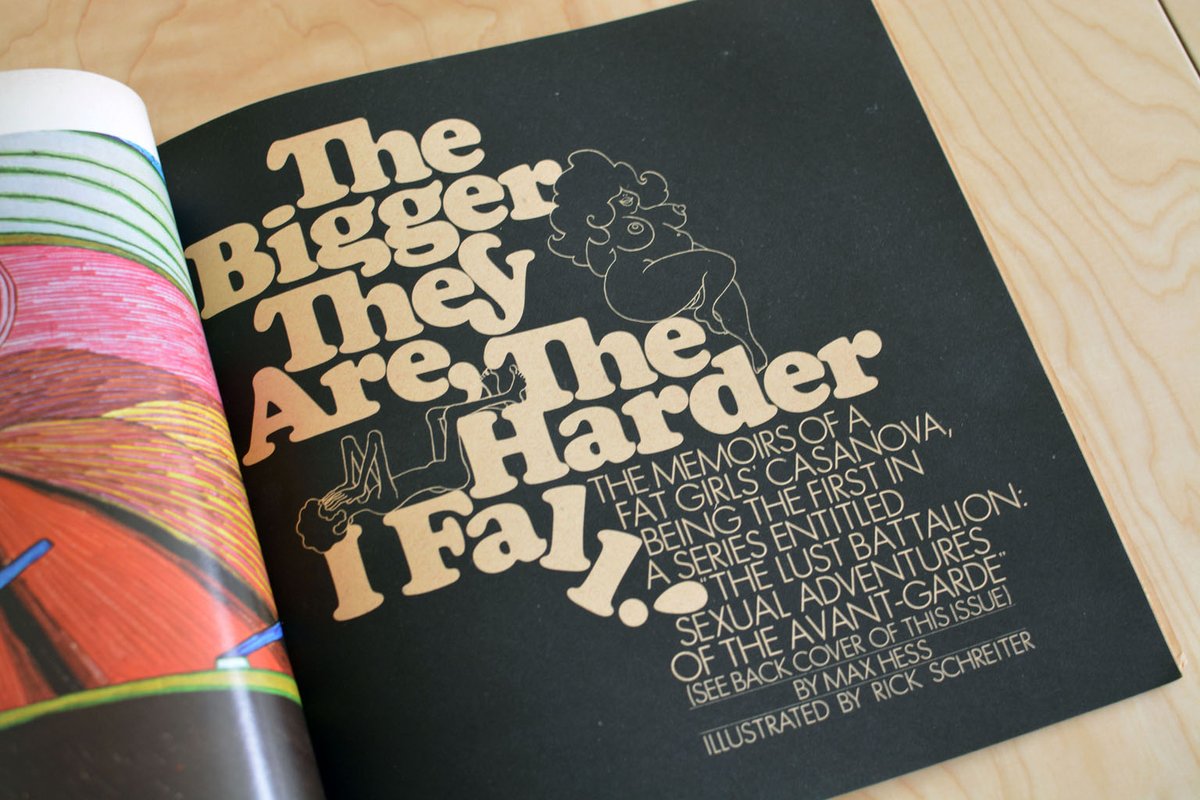 The
Bigger
They
Are, The
Harder
I Fall.
THE MEMOIRS OF A
FAT GIRLS' CASANOVA,
BEING THE FIRST IN
A SERIES ENTITLED
"THE LUST BATTALION:
SEXUAL ADVENTURES
OF THE AVANT-GARDE"
(SEE BACK COVER OF THIS ISSUE)
BY MAX HESS
ILLUSTRATED BY RICK SCHREITER